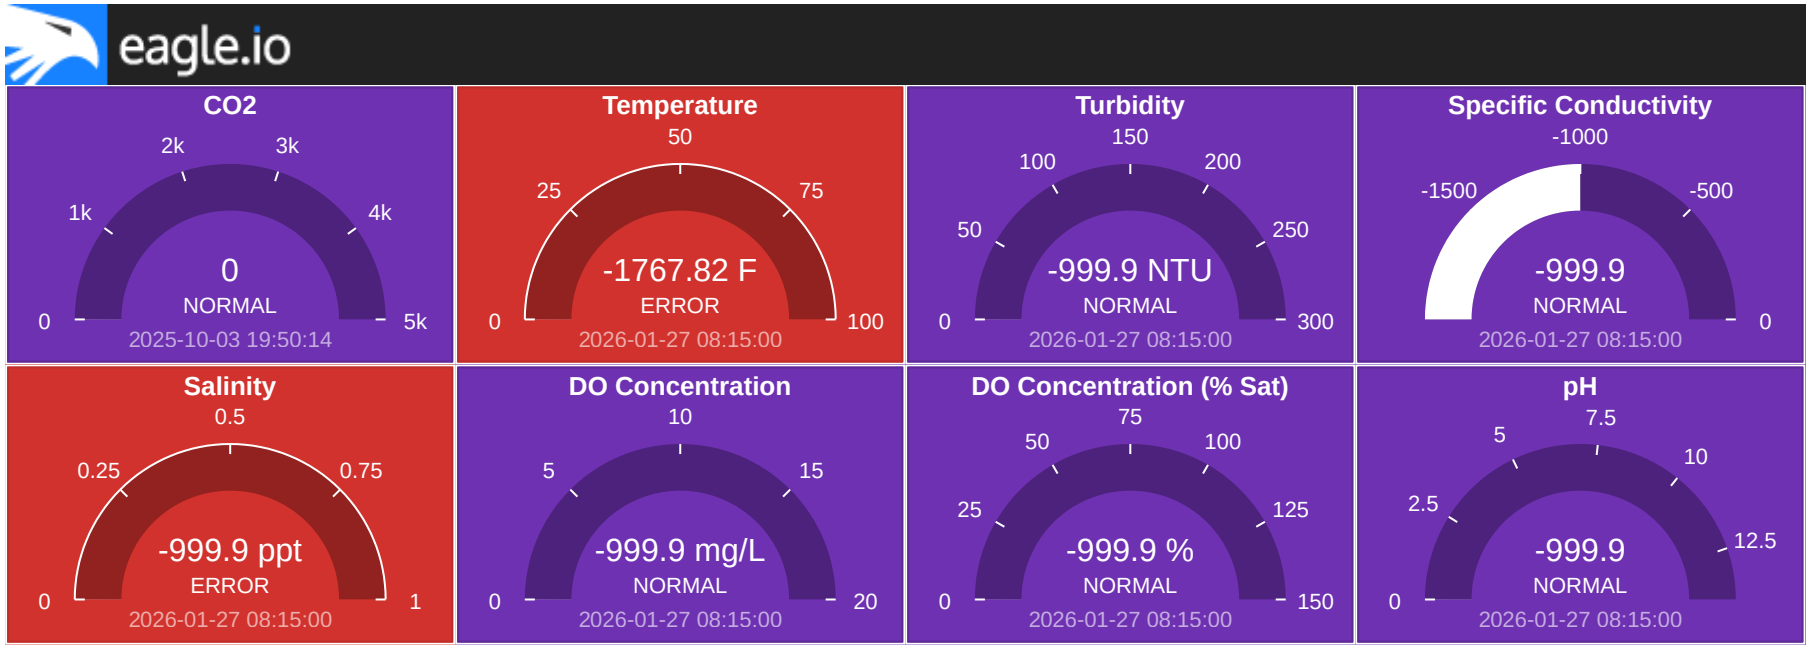 eagle.io
CO2
2k 3k
1k 4k
0
NORMAL
0 5k
2025-10-03 19:50:14
Temperature
50
25 75
-1767.82 F
ERROR
0 100
2026-01-27 08:15:00
Turbidity
150
100 200
50 250
-999.9 NTU
NORMAL
0 300
2026-01-27 08:15:00
Specific Conductivity
-1000
-1500 -500
-999.9
NORMAL
0
2026-01-27 08:15:00
Salinity
0.5
0.25 0.75
-999.9 ppt
ERROR
0 1
2026-01-27 08:15:00
DO Concentration
10
5 15
-999.9 mg/L
NORMAL
0 20
2026-01-27 08:15:00
DO Concentration (% Sat)
75
50 100
25 125
-999.9 %
NORMAL
0 150
2026-01-27 08:15:00
pH
7.5
5 10
2.5 12.5
-999.9
NORMAL
0
2026-01-27 08:15:00